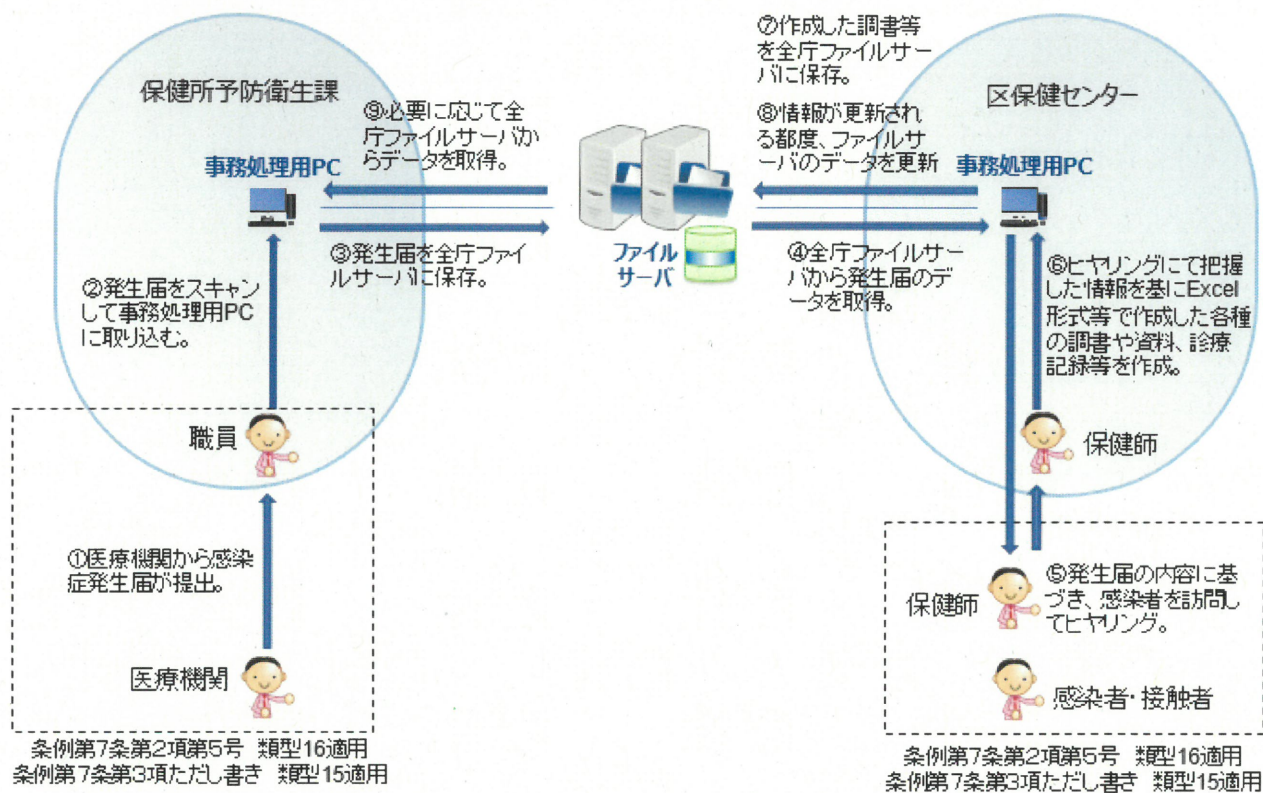 保健所予防衛生課
事務処理用PC
⑨必要に応じて全
庁ファイルサーバか
らデータを取得。
③発生届を全庁ファイ
ルサーバに保存。
②発生届をスキャン
して事務処理用PC
に取り込む。
職員
①医療機関から感染
症発生届が提出。
医療機関
条例第7条第2項第5号 類型16適用
条例第7条第3項ただし書き 類型15適用
ファイル
サーバ
⑦作成した調書等
を全庁ファイルサー
バに保存。
⑧情報が更新され
る都度、ファイルサ
ーバのデータを更新
区保健センター
事務処理用PC
④全庁ファイルサー
バから発生届のデ
ータを取得。
⑥ヒヤリングにて把握
した情報を基にExcel
形式等で作成した各種
の調書や資料、診療
記録等を作成。
保健師
保健師
⑤発生届の内容に基
づき、感染者を訪問し
てヒヤリング。
感染者・接触者
条例第7条第2項第5号 類型16適用
条例第7条第3項ただし書き 類型15適用